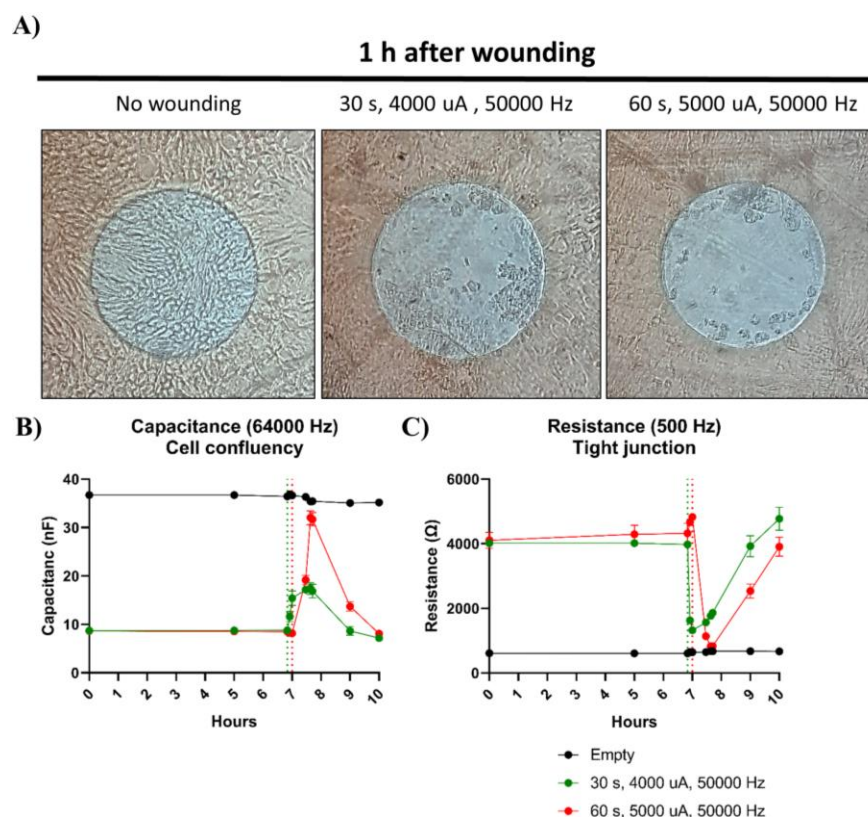 A)
1 h after wounding
No wounding
30 s, 4000 uA , 50000 Hz
60 s, 5000 uA, 50000 Hz
B)
Capacitance (64000 Hz)
Cell confluency
Capacitanc (nF)
40
30
20
10
0
0 1 2 3 4 5 6 7 8 9 10
Hours
C)
Resistance (500 Hz)
Tight junction
Resistance (Ω)
6000
4000
2000
0
0 1 2 3 4 5 6 7 8 9 10
Hours
Empty
30 s, 4000 uA, 50000 Hz
60 s, 5000 uA, 50000 Hz